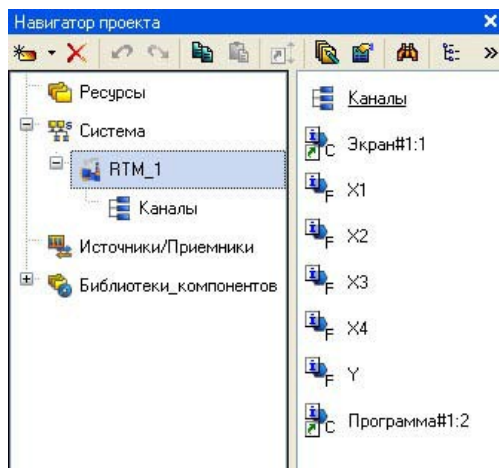 Навигатор проекта
Ресурсы
Система
RTM_1
Каналы
Источники/Приемники
Библиотеки_компонентов
Каналы
C Экран#1:1
F X1
F X2
F X3
F X4
F Y
C Программа#1:2